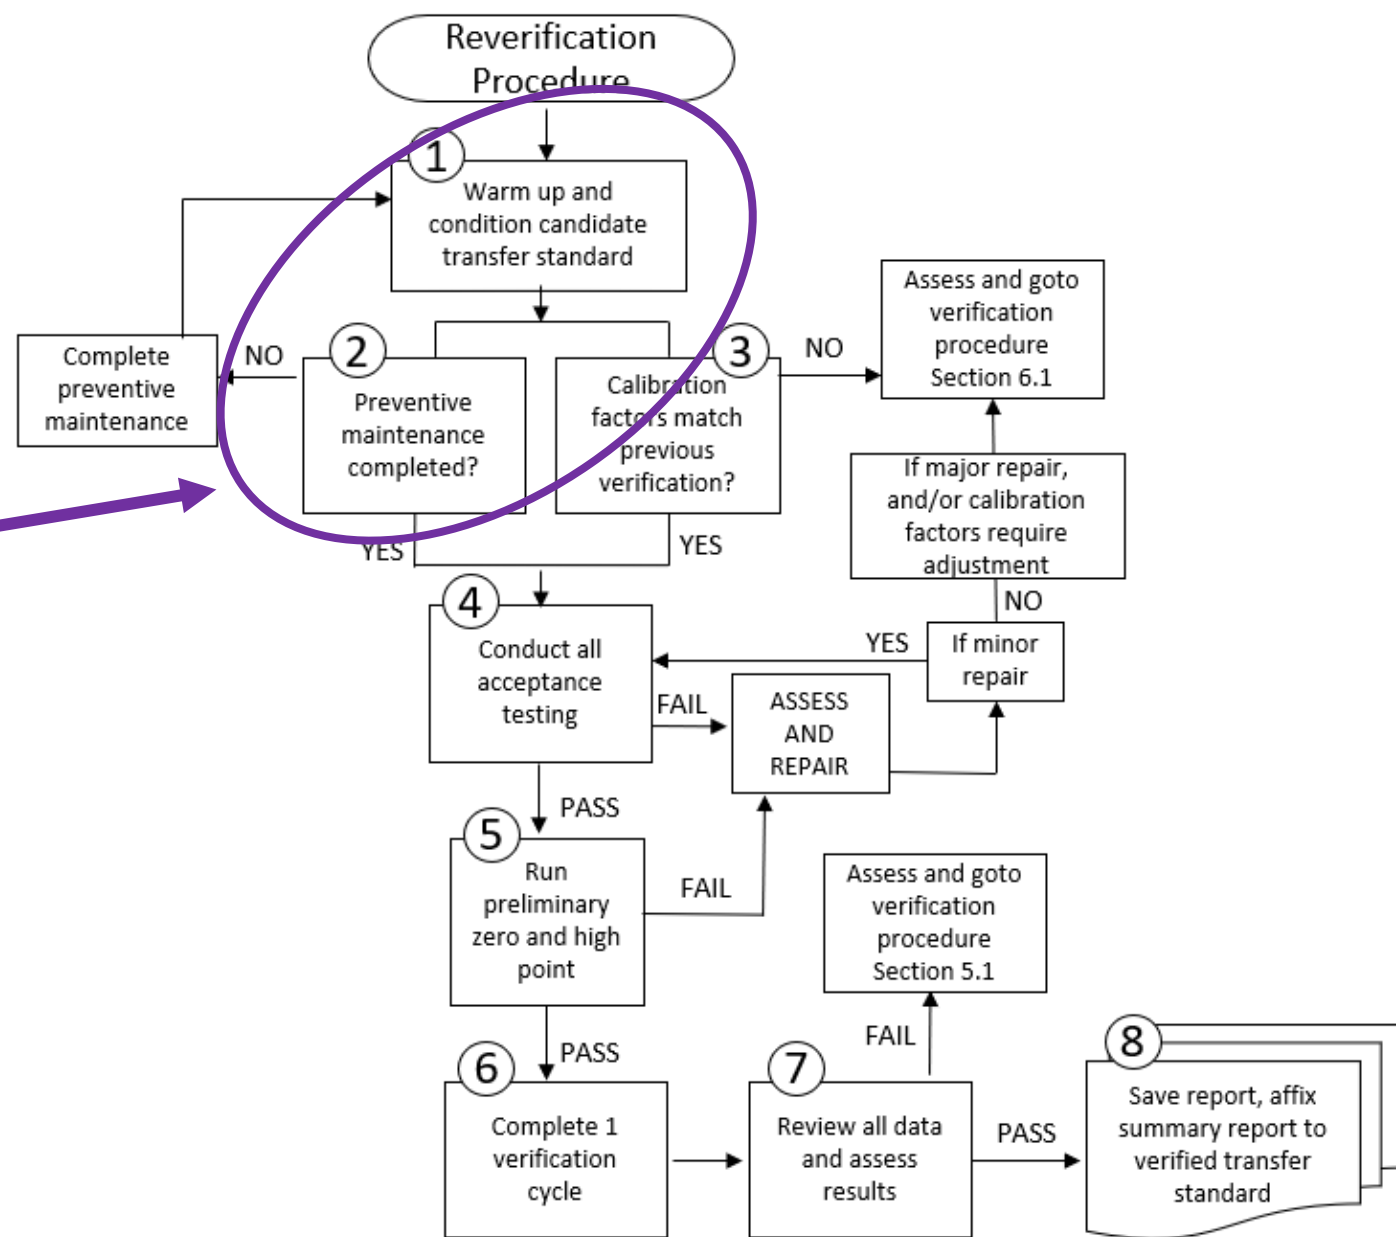 Reverification
Procedure
1
Warm up and
condition candidate
transfer standard
Complete
preventive
maintenance
NO
2
Preventive
maintenance
completed?
YES
3
Calibration
factors match
previous
verification?
YES
NO
Assess and goto
verification
procedure
Section 6.1
If major repair,
and/or calibration
factors require
adjustment
NO
If minor
repair
YES
4
Conduct all
acceptance
testing
FAIL
ASSESS
AND
REPAIR
PASS
5
Run
preliminary
zero and high
point
FAIL
PASS
6
Complete 1
verification
cycle
7
Review all data
and assess
results
FAIL
Assess and goto
verification
procedure
Section 5.1
PASS
8
Save report, affix
summary report to
verified transfer
standard